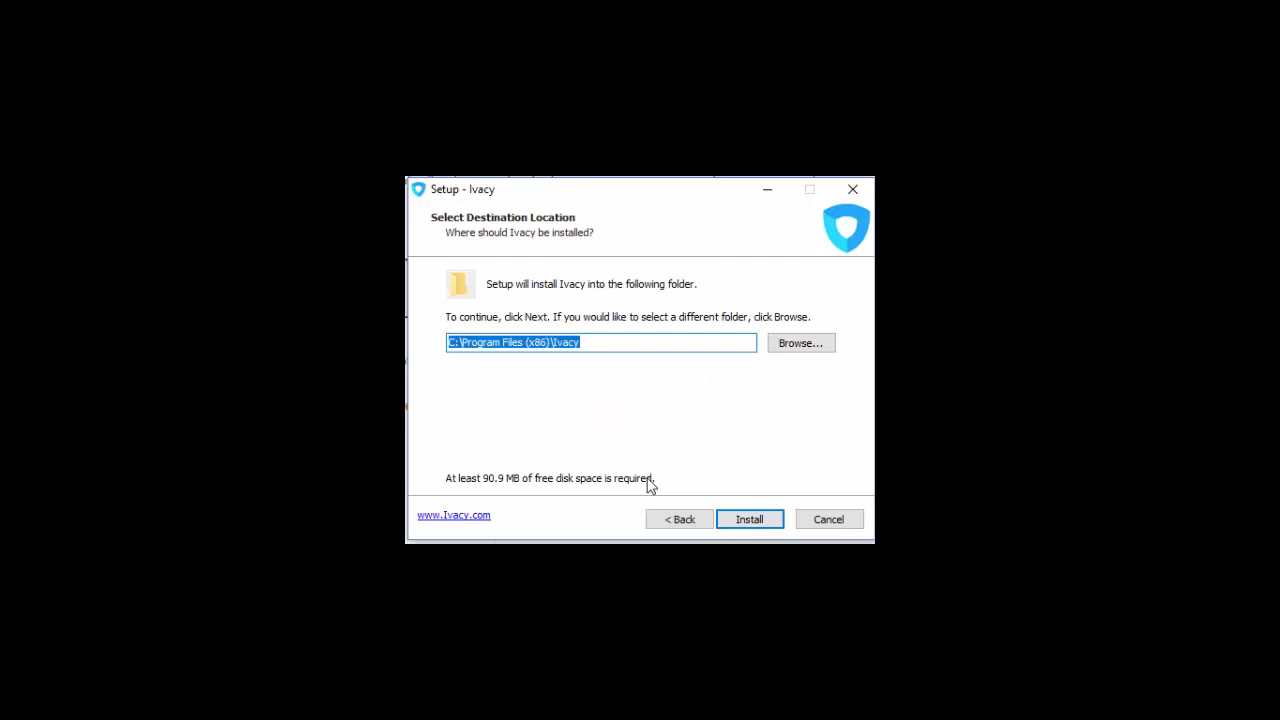 Setup - Ivacy
Select Destination Location
Where should Ivacy be installed?
Setup will install Ivacy into the following folder.
To continue, click Next. If you would like to select a different folder, click Browse.
C:\Program Files (x86)\Ivacy
Browse...
At least 90.9 MB of free disk space is required.
www.Ivacy.com
< Back
Install
Cancel